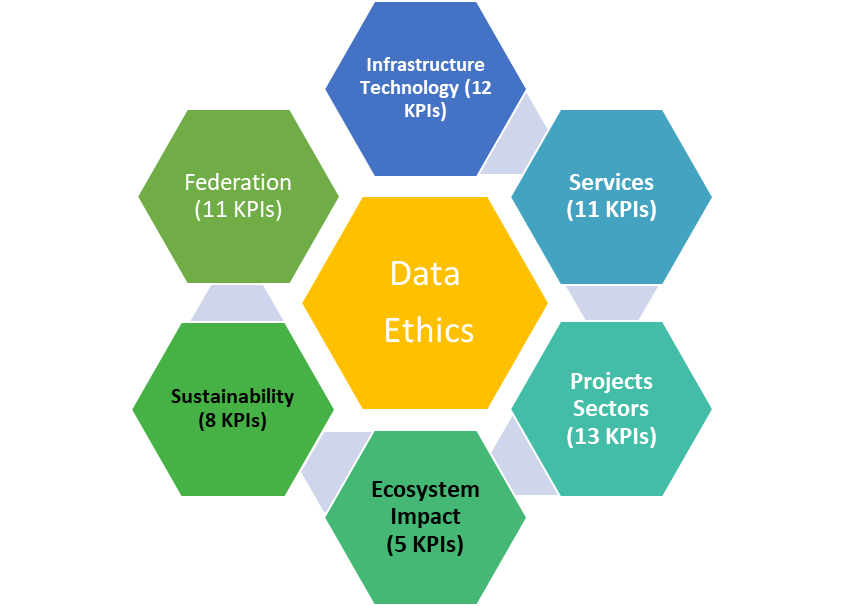 Infrastructure
Technology (12
KPIs)
Services
(11 KPIs)
Projects
Sectors
(13 KPIs)
Ecosystem
Impact
(5 KPIs)
Sustainability
(8 KPIs)
Federation
(11 KPIs)
Data
Ethics